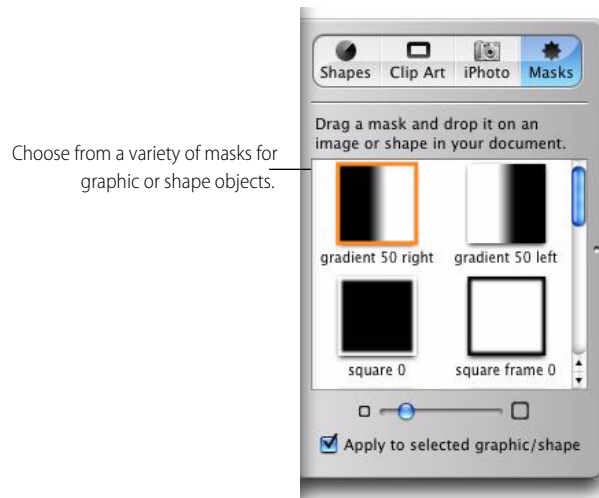 Shapes Clip Art iPhoto Masks
Drag a mask and drop it on an
image or shape in your document.
Choose from a variety of masks for
graphic or shape objects.
gradient 50 right gradient 50 left
square 0 square frame 0
Apply to selected graphic/shape